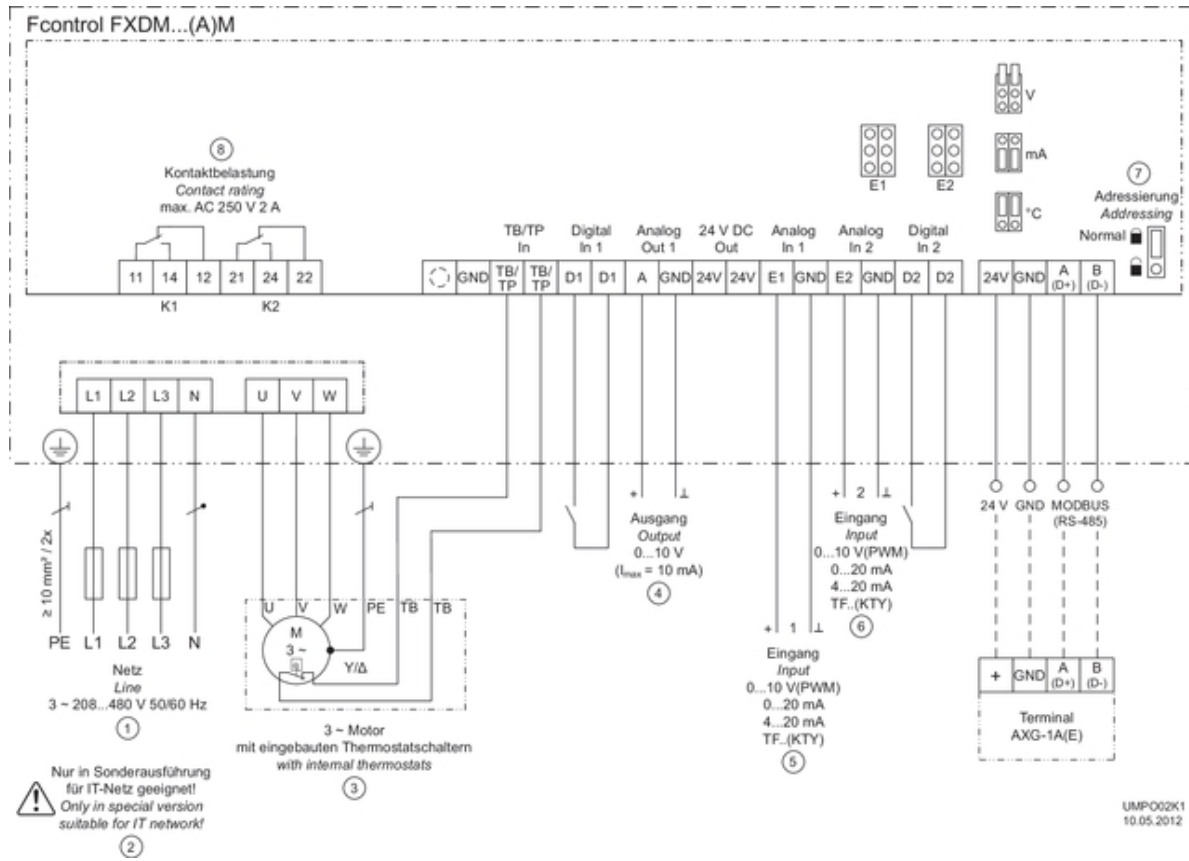 Fcontrol FXDM...(A)M
8
Kontaktbelastung
Contact rating
max. AC 250 V 2 A
11 14 12 21 24 22
K1 K2
E1 E2
V
mA
°C
7
Adressierung
Addressing
Normal
TB/TP
In
Digital
In 1
Analog
Out 1
24 V DC
Out
Analog
In 1
Analog
In 2
Digital
In 2
GND TB/TP TB/TP D1 D1 A GND 24V 24V E1 GND E2 GND D2 D2 24V GND A (D+) B (D-)
L1 L2 L3 N U V W
≥ 10 mm² / 2x
PE L1 L2 L3 N
Netz
Line
3 ~ 208...480 V 50/60 Hz
1
Nur in Sonderausführung
für IT-Netz geeignet!
Only in special version
suitable for IT network!
2
U V W PE TB TB
M
3 ~
Y/Δ
3 ~ Motor
mit eingebauten Thermostatschaltern
with internal thermostats
3
+ ⊥
Ausgang
Output
0...10 V
(Imax = 10 mA)
4
+ 1 ⊥
Eingang
Input
0...10 V(PWM)
0...20 mA
4...20 mA
TF..(KTY)
5
+ 2 ⊥
Eingang
Input
0...10 V(PWM)
0...20 mA
4...20 mA
TF..(KTY)
6
24 V GND MODBUS
(RS-485)
+ GND A (D+) B (D-)
Terminal
AXG-1A(E)
UMPO02K1
10.05.2012